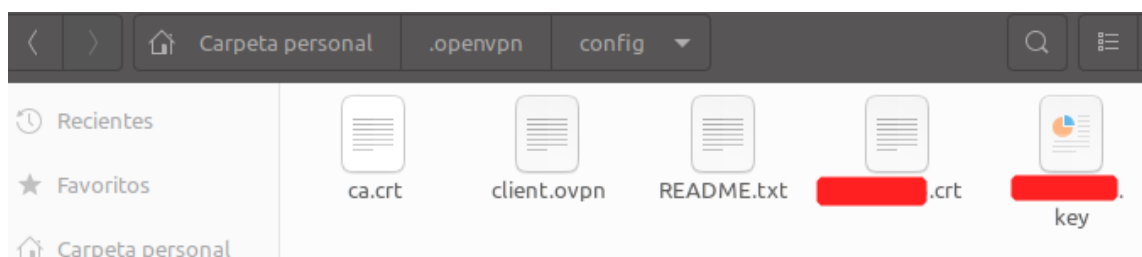 Carpeta personal .openvpn config
Recientes
Favoritos
Carpeta personal
ca.crt client.ovpn README.txt .crt .
key